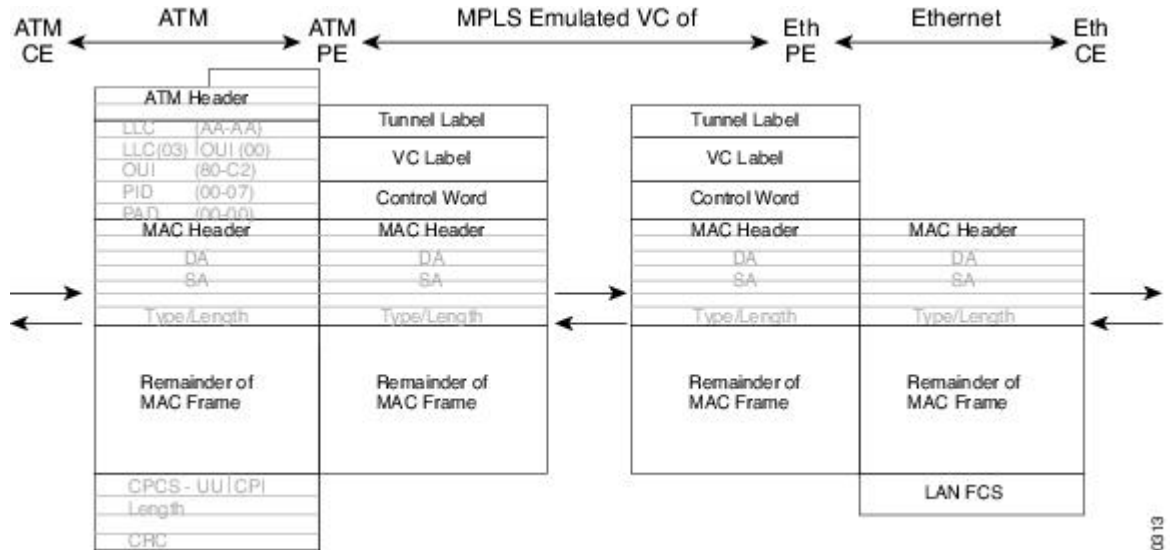 ATM CE
ATM
ATM PE
MPLS Emulated VC of
Eth PE
Ethernet
Eth CE
ATM Header
LLC (AA-AA)
LLC(03) OUI (00)
OUI (80-C2)
PID (00-07)
PAD (00-00)
MAC Header
DA
SA
Type/Length
Remainder of
MAC Frame
CPCS - UU CPI
Length
CRC
Tunnel Label
VC Label
Control Word
MAC Header
DA
SA
Type/Length
Remainder of
MAC Frame
Tunnel Label
VC Label
Control Word
MAC Header
DA
SA
Type/Length
Remainder of
MAC Frame
MAC Header
DA
SA
Type/Length
Remainder of
MAC Frame
LAN FCS
0313